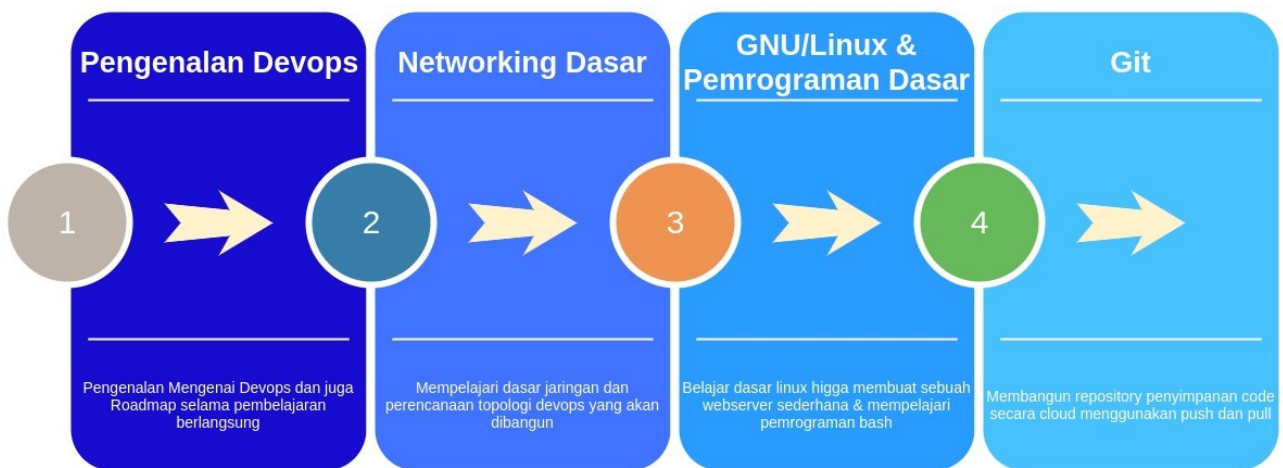 Pengenalan Devops
Networking Dasar
GNU/Linux &
Pemrograman Dasar
Git
1
2
3
4
Pengenalan Mengenai Devops dan juga
Roadmap selama pembelajaran
berlangsung
Mempelajari dasar jaringan dan
perencanaan topologi devops yang akan
dibangun
Belajar dasar linux higga membuat sebuah
webserver sederhana & mempelajari
pemrograman bash
Membangun repository penyimpanan code
secara cloud menggunakan push dan pull